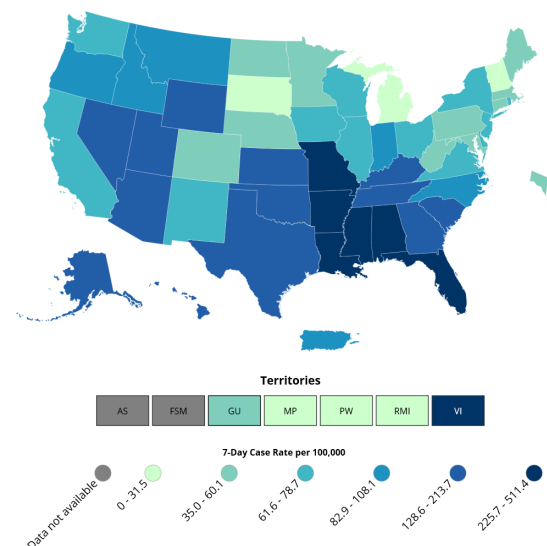 Territories
AS FSM GU MP PW RMI VI
7-Day Case Rate per 100,000
Data not available
0 - 31.5
35.0 - 60.1
61.6 - 78.7
82.9 - 108.1
128.6 - 213.7
225.7 - 511.4